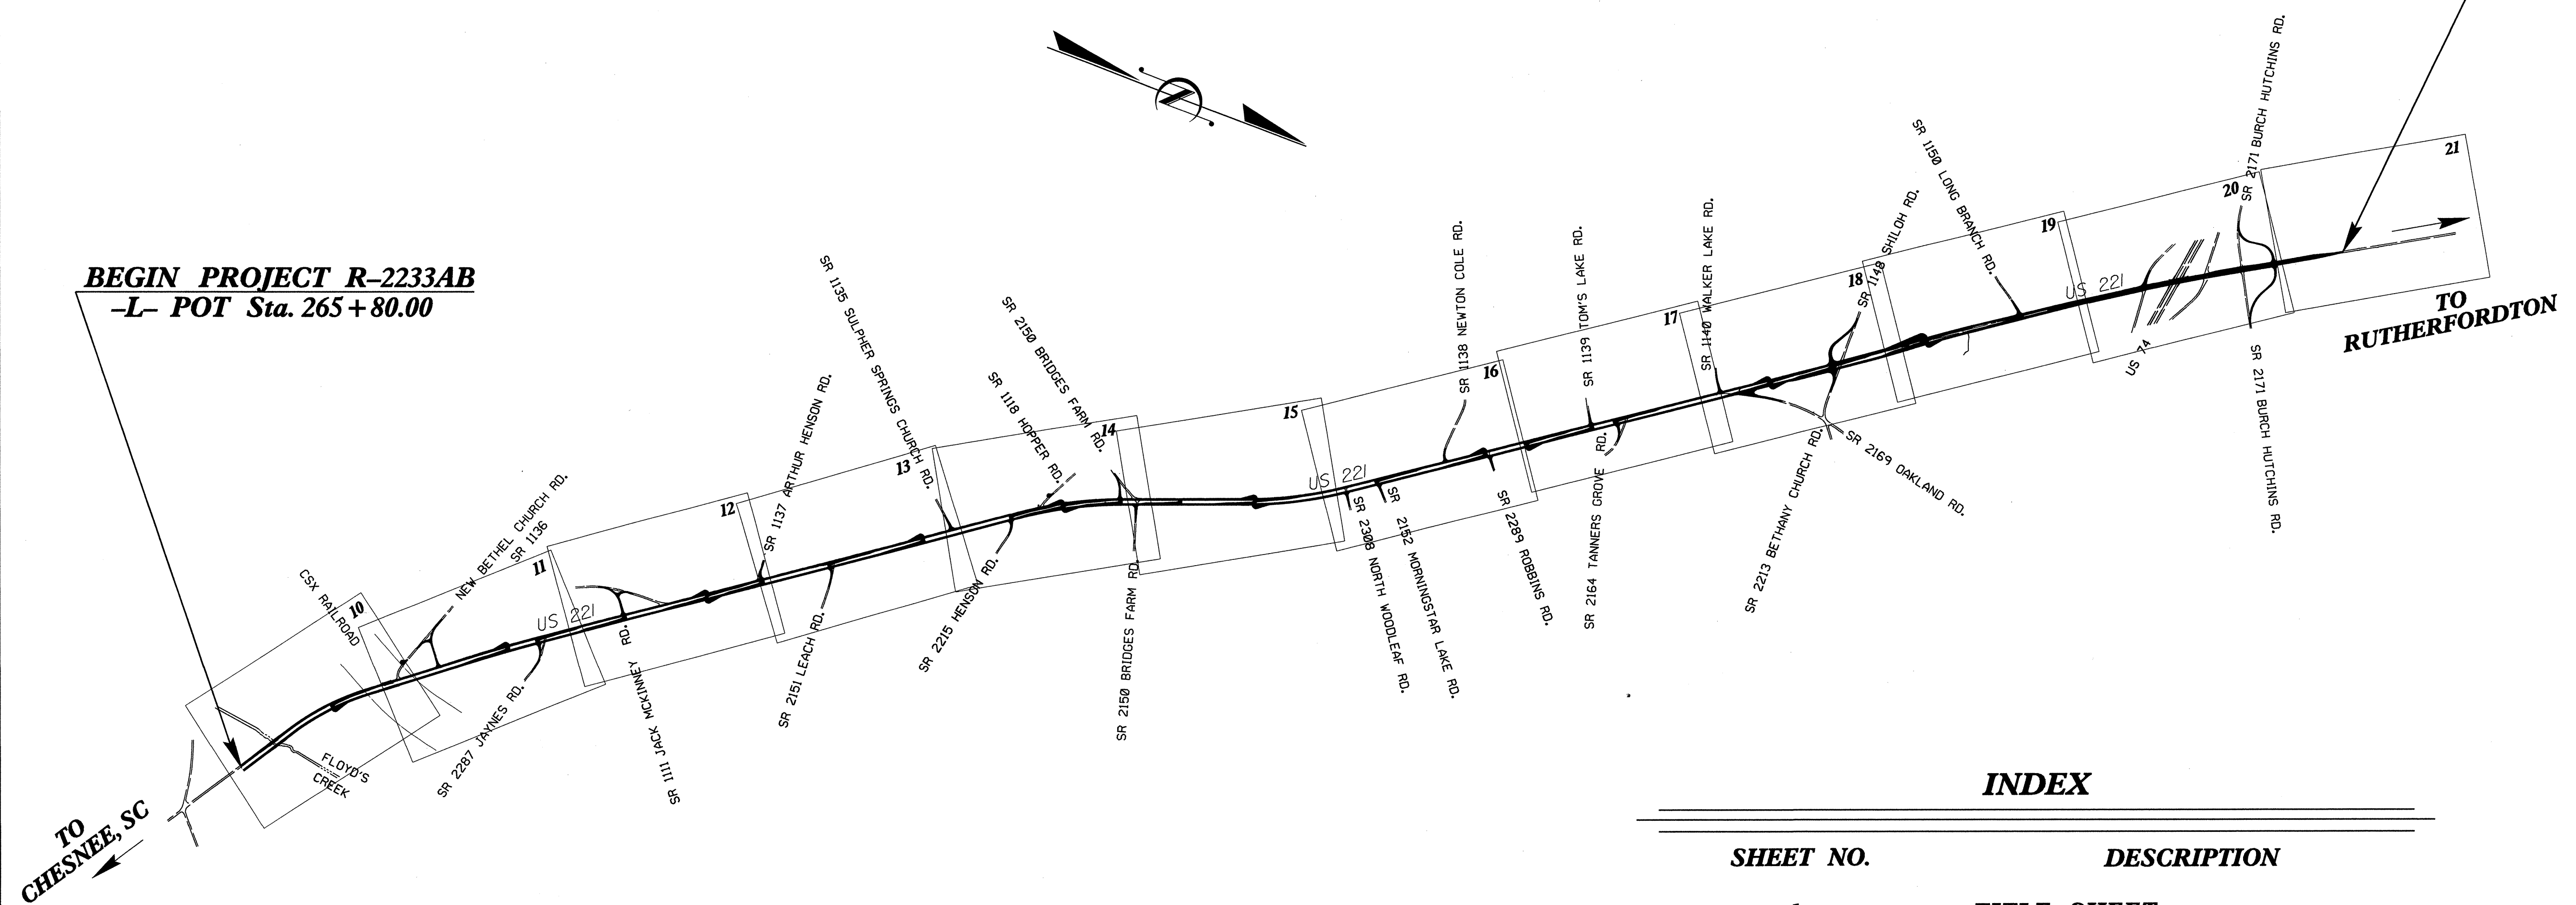 BEGIN PROJECT R-2233AB
-L- POT Sta. 265+80.00
TO
CHESNEE, SC
FLOYD'S
CREEK
CSX RAILROAD
10
NEW BETHEL CHURCH RD.
SR 1136
11
US 221
SR 2287 JAYNES RD.
SR 1111 JACK MCKINNEY RD.
12
SR 1137 ARTHUR HENSON RD.
SR 2151 LEACH RD.
SR 1135 SULPHER SPRINGS CHURCH RD.
13
SR 2215 HENSON RD.
SR 1118 HOPPER RD.
SR 2150 BRIDGES FARM RD.
14
SR 2150 BRIDGES FARM RD.
15
US 221
SR 2308 NORTH WOODLEAF RD.
SR 2152 MORNINGSTAR LAKE RD.
SR 1138 NEWTON COLE RD.
16
SR 2289 ROBBINS RD.
SR 1139 TOM'S LAKE RD.
SR 2164 TANNERS GROVE RD.
17
SR 1140 WALKER LAKE RD.
SR 2213 BETHANY CHURCH RD.
SR 2169 OAKLAND RD.
18
SR 1148 SHILOH RD.
SR 1150 LONG BRANCH RD.
19
US 221
US 74
20
SR 2171 BURCH HUTCHINS RD.
SR 2171 BURCH HUTCHINS RD.
21
TO
RUTHERFORDTON
INDEX
SHEET NO. DESCRIPTION
TITLE SHEET